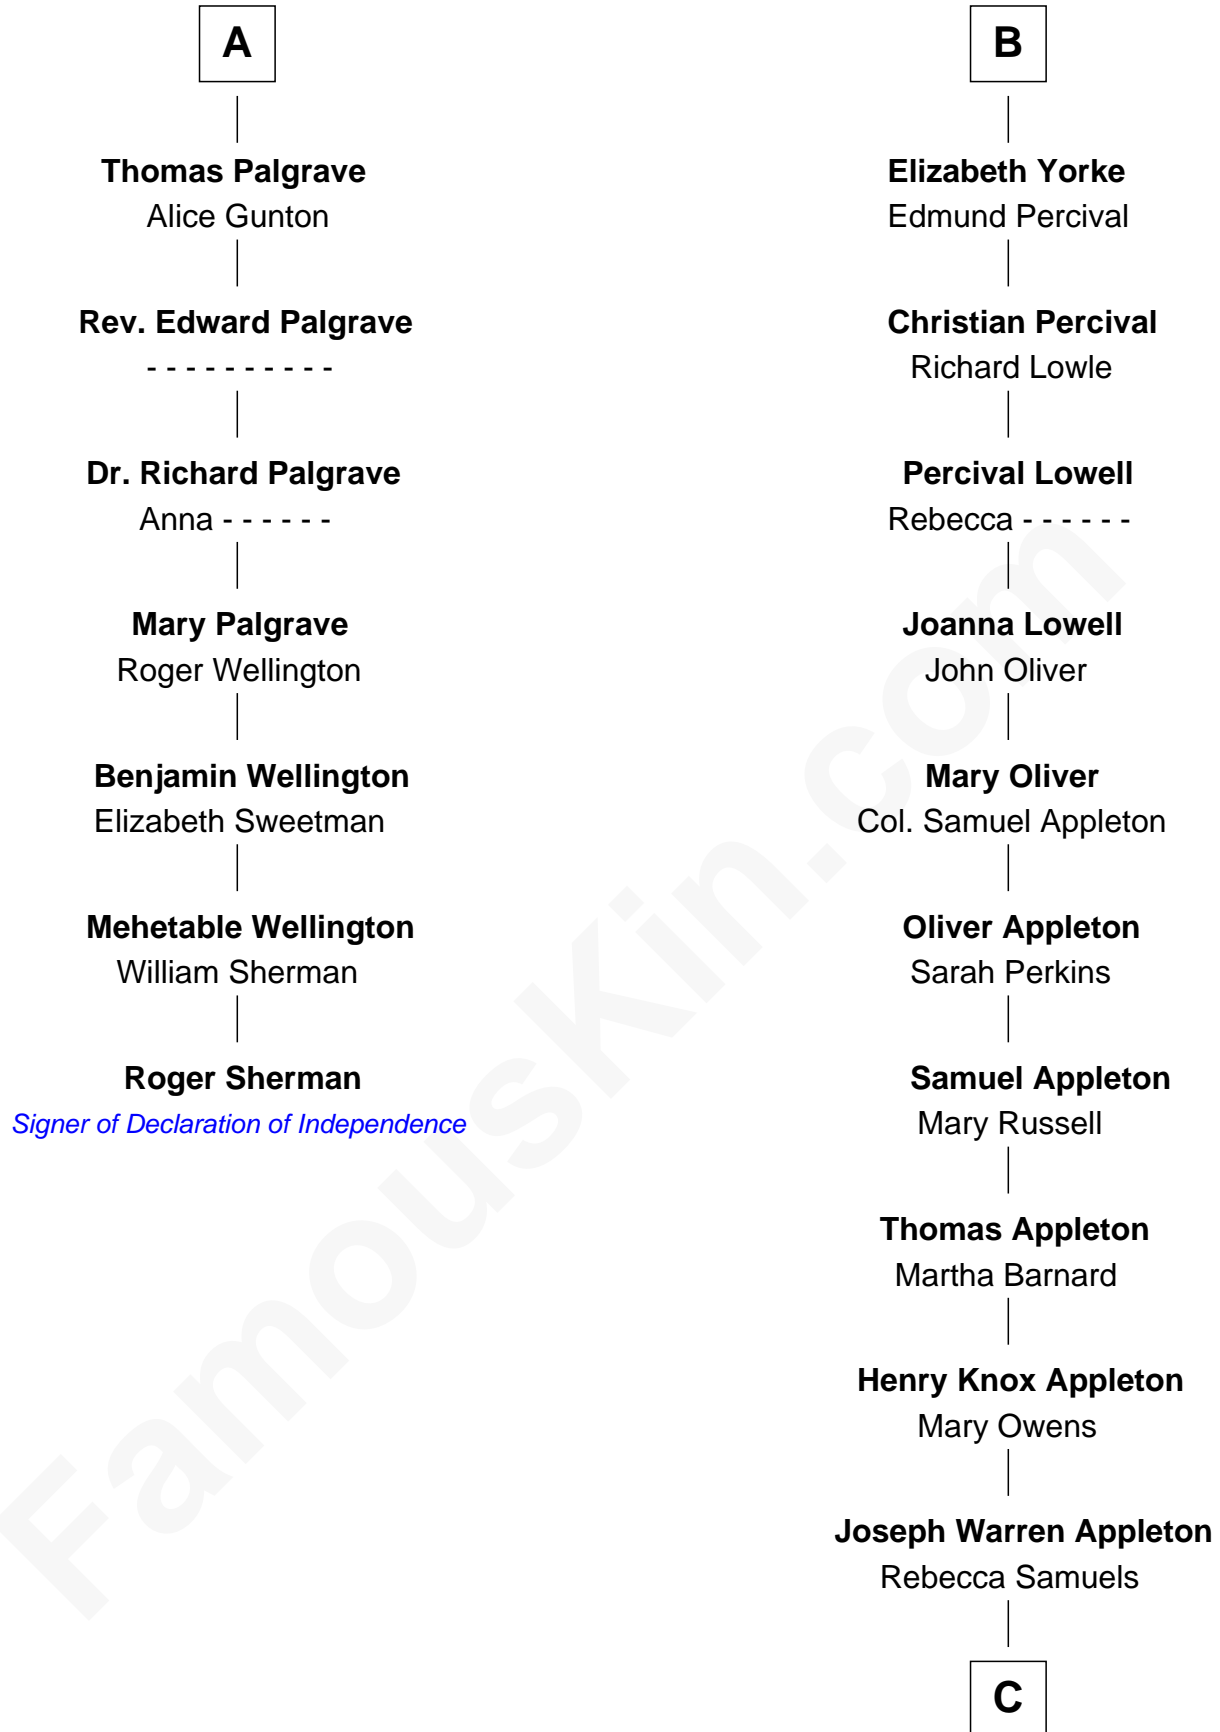 A
Thomas Palgrave
Alice Gunton
Rev. Edward Palgrave
- - - - - - - - - -
Dr. Richard Palgrave
Anna - - - - - -
Mary Palgrave
Roger Wellington
Benjamin Wellington
Elizabeth Sweetman
Mehetable Wellington
William Sherman
Roger Sherman
Signer of Declaration of Independence
B
Elizabeth Yorke
Edmund Percival
Christian Percival
Richard Lowle
Percival Lowell
Rebecca - - - - - -
Joanna Lowell
John Oliver
Mary Oliver
Col. Samuel Appleton
Oliver Appleton
Sarah Perkins
Samuel Appleton
Mary Russell
Thomas Appleton
Martha Barnard
Henry Knox Appleton
Mary Owens
Joseph Warren Appleton
Rebecca Samuels
C
FamousKin.com